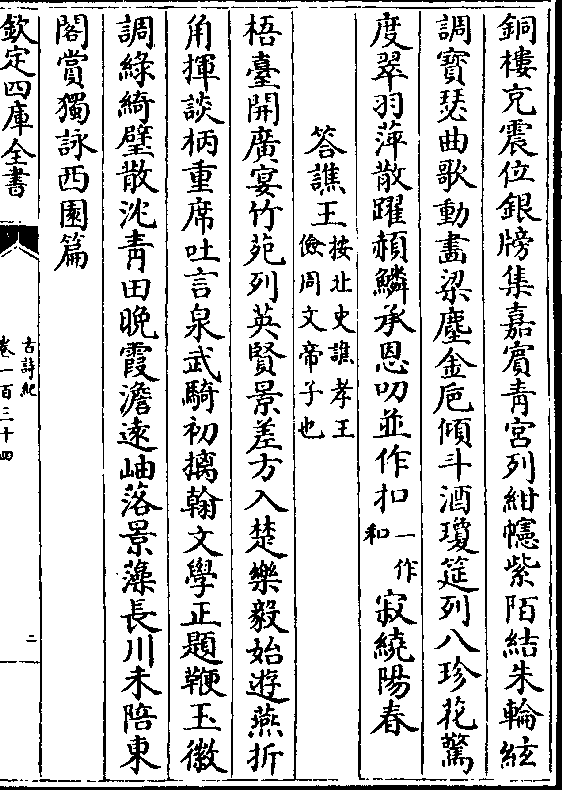 銅樓充震位銀牓集嘉賓青宮列紺幰紫陌結朱輪絃
調寶瑟曲歌動畫梁塵金巵傾斗酒瓊筵列八珍花驚
度翠羽萍散躍頳鱗承恩叨並作扣一作和寂繞陽春
答譙王按北史譙孝王儉周文帝子也
梧臺開廣宴竹苑列英賢景差方入楚樂毅始遊燕折
角揮談柄重席吐言泉武騎初摛翰文學正題鞭玉徽
調綠綺璧散沈青田晚霞澹遠岫落景藻長川未陪東
閣賞獨詠西園篇
欽定四庫全書
古詩紀
卷一百三十四
二